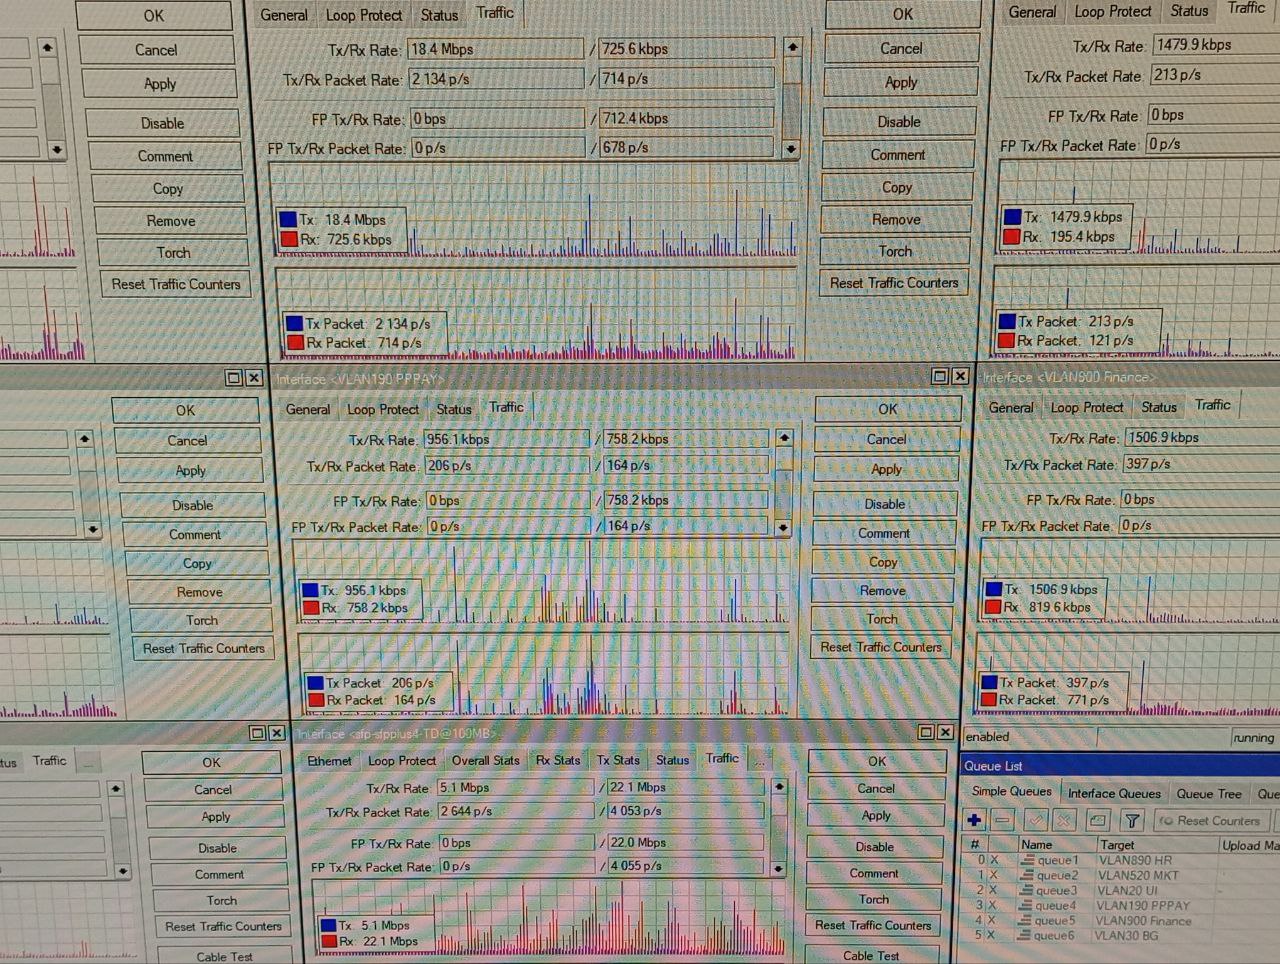 OK
Cancel
Apply
Disable
Comment
Copy
Remove
Torch
Reset Traffic Counters
General Loop Protect Status Traffic
Tx/Rx Rate: 18.4 Mbps / 725.6 kbps
Tx/Rx Packet Rate: 2 134 p/s / 714 p/s
FP Tx/Rx Rate: 0 bps / 712.4 kbps
FP Tx/Rx Packet Rate: 0 p/s / 678 p/s
Tx: 18.4 Mbps
Rx: 725.6 kbps
Tx Packet: 2 134 p/s
Rx Packet: 714 p/s
OK
Cancel
Apply
Disable
Comment
Copy
Remove
Torch
Reset Traffic Counters
General Loop Protect Status Traffic
Tx/Rx Rate: 1479.9 kbps
Tx/Rx Packet Rate: 213 p/s
FP Tx/Rx Rate: 0 bps
FP Tx/Rx Packet Rate: 0 p/s
Tx: 1479.9 kbps
Rx: 195.4 kbps
Tx Packet: 213 p/s
Rx Packet: 121 p/s
OK
Cancel
Apply
Disable
Comment
Copy
Remove
Torch
Reset Traffic Counters
Interface <VLAN190 PPPAY>
General Loop Protect Status Traffic
Tx/Rx Rate: 956.1 kbps / 758.2 kbps
Tx/Rx Packet Rate: 206 p/s / 164 p/s
FP Tx/Rx Rate: 0 bps / 758.2 kbps
FP Tx/Rx Packet Rate: 0 p/s / 164 p/s
Tx: 956.1 kbps
Rx: 758.2 kbps
Tx Packet: 206 p/s
Rx Packet: 164 p/s
OK
Cancel
Apply
Disable
Comment
Copy
Remove
Torch
Reset Traffic Counters
Interface <VLAN900 Finance>
General Loop Protect Status Traffic
Tx/Rx Rate: 1506.9 kbps
Tx/Rx Packet Rate: 397 p/s
FP Tx/Rx Rate: 0 bps
FP Tx/Rx Packet Rate: 0 p/s
Tx: 1506.9 kbps
Rx: 819.6 kbps
Tx Packet: 397 p/s
Rx Packet: 771 p/s
enabled running
tus Traffic ...
OK
Cancel
Apply
Disable
Comment
Torch
Reset Traffic Counters
Cable Test
Interface <sfp-sfpplus4-TD@100MB>
Ethernet Loop Protect Overall Stats Rx Stats Tx Stats Status Traffic ...
Tx/Rx Rate: 5.1 Mbps / 22.1 Mbps
Tx/Rx Packet Rate: 2 644 p/s / 4 053 p/s
FP Tx/Rx Rate: 0 bps / 22.0 Mbps
FP Tx/Rx Packet Rate: 0 p/s / 4 055 p/s
Tx: 5.1 Mbps
Rx: 22.1 Mbps
OK
Cancel
Apply
Disable
Comment
Torch
Reset Traffic Counters
Cable Test
Queue List
Simple Queues Interface Queues Queue Tree Que
Reset Counters
# Name Target Upload Ma
0 X queue1 VLAN890 HR
1 X queue2 VLAN520 MKT
2 X queue3 VLAN20 UI
3 X queue4 VLAN190 PPPAY
4 X queue5 VLAN900 Finance
5 X queue6 VLAN30 BG